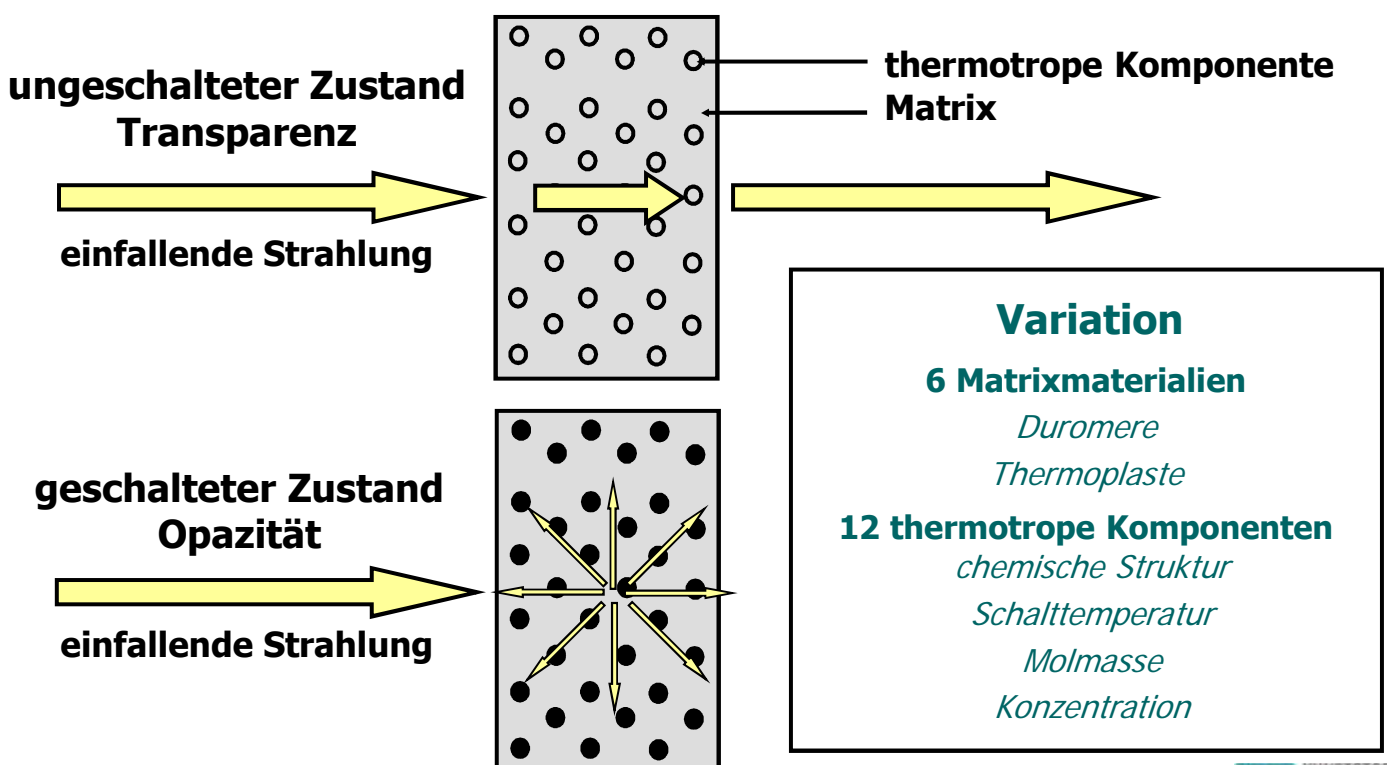 ungeschalteter Zustand
Transparenz
einfallende Strahlung
thermotrope Komponente
Matrix
geschalteter Zustand
Opazität
einfallende Strahlung
Variation
6 Matrixmaterialien
Duromere
Thermoplaste
12 thermotrope Komponenten
chemische Struktur
Schalttemperatur
Molmasse
Konzentration